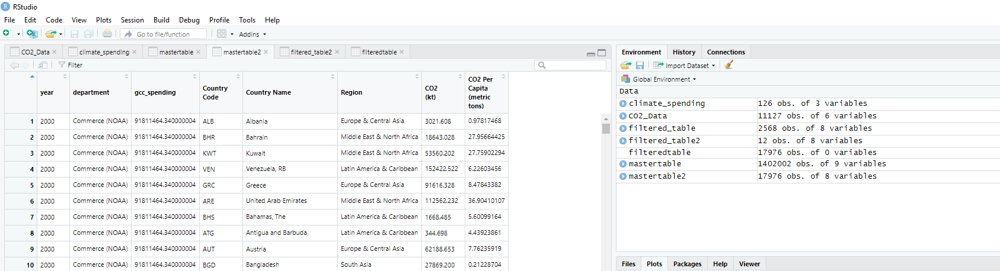 RStudio
File Edit Code View Plots Session Build Debug Profile Tools Help
Go to file/function Addins
CO2_Data climate_spending mastertable mastertable2 filtered_table2 filteredtable
Filter
year department gcc_spending Country Code Country Name Region CO2 (kt) CO2 Per Capita (metric tons)
1 2000 Commerce (NOAA) 91811464.340000004 ALB Albania Europe & Central Asia 3021.608 0.97817468
2 2000 Commerce (NOAA) 91811464.340000004 BHR Bahrain Middle East & North Africa 18643.028 27.95664425
3 2000 Commerce (NOAA) 91811464.340000004 KWT Kuwait Middle East & North Africa 53560.202 27.75902294
4 2000 Commerce (NOAA) 91811464.340000004 VEN Venezuela, RB Latin America & Caribbean 152422.522 6.22603456
5 2000 Commerce (NOAA) 91811464.340000004 GRC Greece Europe & Central Asia 91616.328 8.47843382
6 2000 Commerce (NOAA) 91811464.340000004 ARE United Arab Emirates Middle East & North Africa 112562.232 36.90410107
7 2000 Commerce (NOAA) 91811464.340000004 BHS Bahamas, The Latin America & Caribbean 1668.485 5.60099164
8 2000 Commerce (NOAA) 91811464.340000004 ATG Antigua and Barbuda Latin America & Caribbean 344.698 4.43923861
9 2000 Commerce (NOAA) 91811464.340000004 AUT Austria Europe & Central Asia 62188.653 7.76235919
10 2000 Commerce (NOAA) 91811464.340000004 BGD Bangladesh South Asia 27869.200 0.21228704
Environment History Connections
Import Dataset
Global Environment
Data
climate_spending 126 obs. of 3 variables
CO2_Data 11127 obs. of 6 variables
filtered_table 2568 obs. of 8 variables
filtered_table2 12 obs. of 8 variables
filteredtable 17976 obs. of 0 variables
mastertable 1402002 obs. of 9 variables
mastertable2 17976 obs. of 8 variables
Files Plots Packages Help Viewer